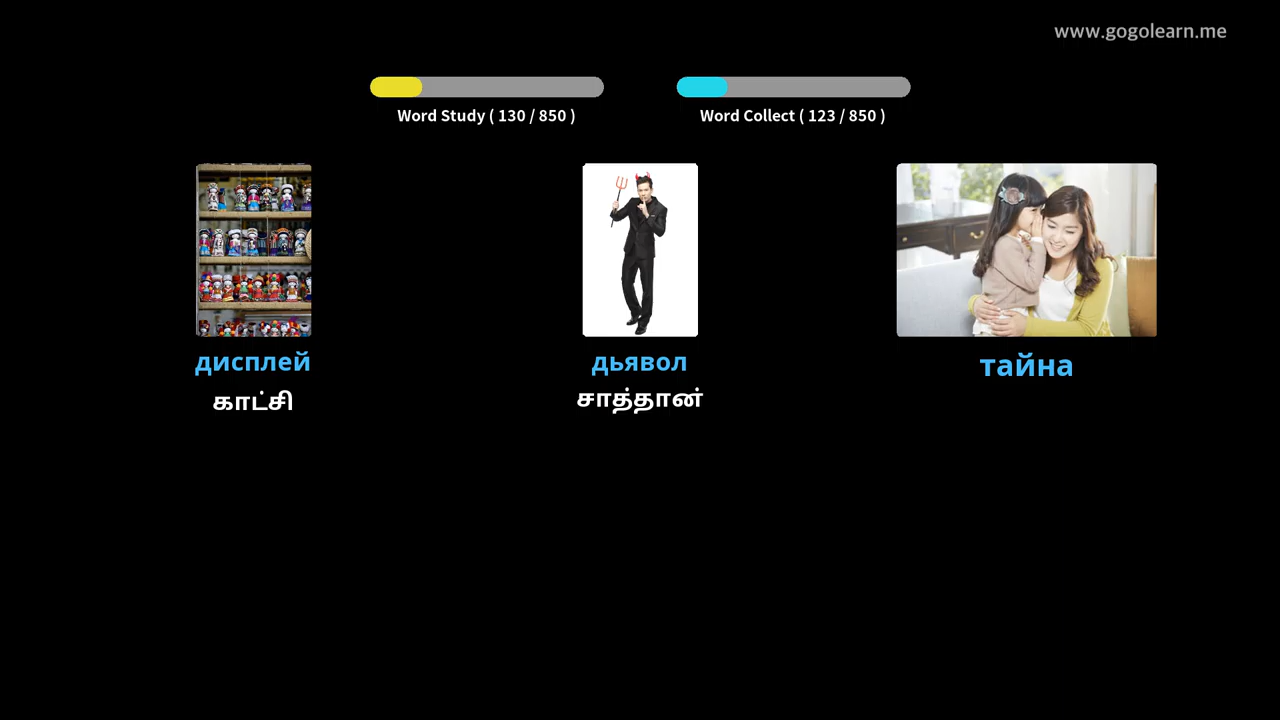 www.gogolearn.me
Word Study ( 130 / 850 )
Word Collect ( 123 / 850 )
дисплей
காட்சி
дьявол
சாத்தான்
тайна